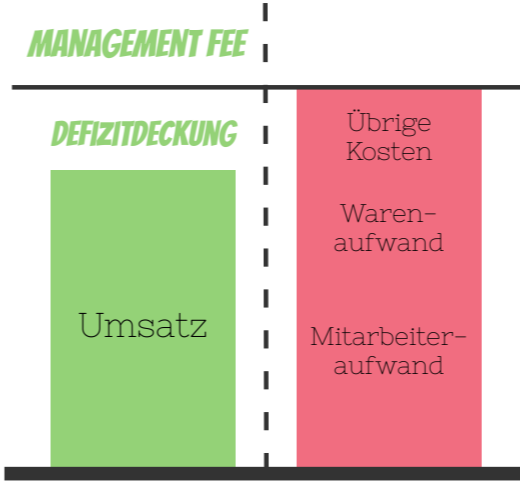 MANAGEMENT FEE
DEFIZITDECKUNG
Umsatz
Übrige
Kosten
Waren-
aufwand
Mitarbeiter-
aufwand